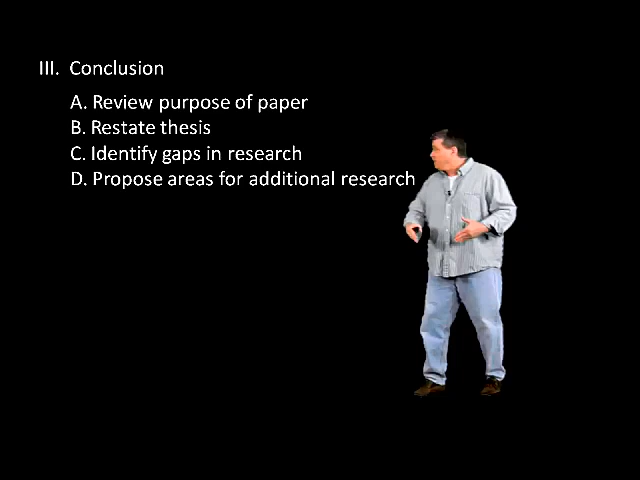 III. Conclusion
A. Review purpose of paper
B. Restate thesis
C. Identify gaps in research
D. Propose areas for additional research